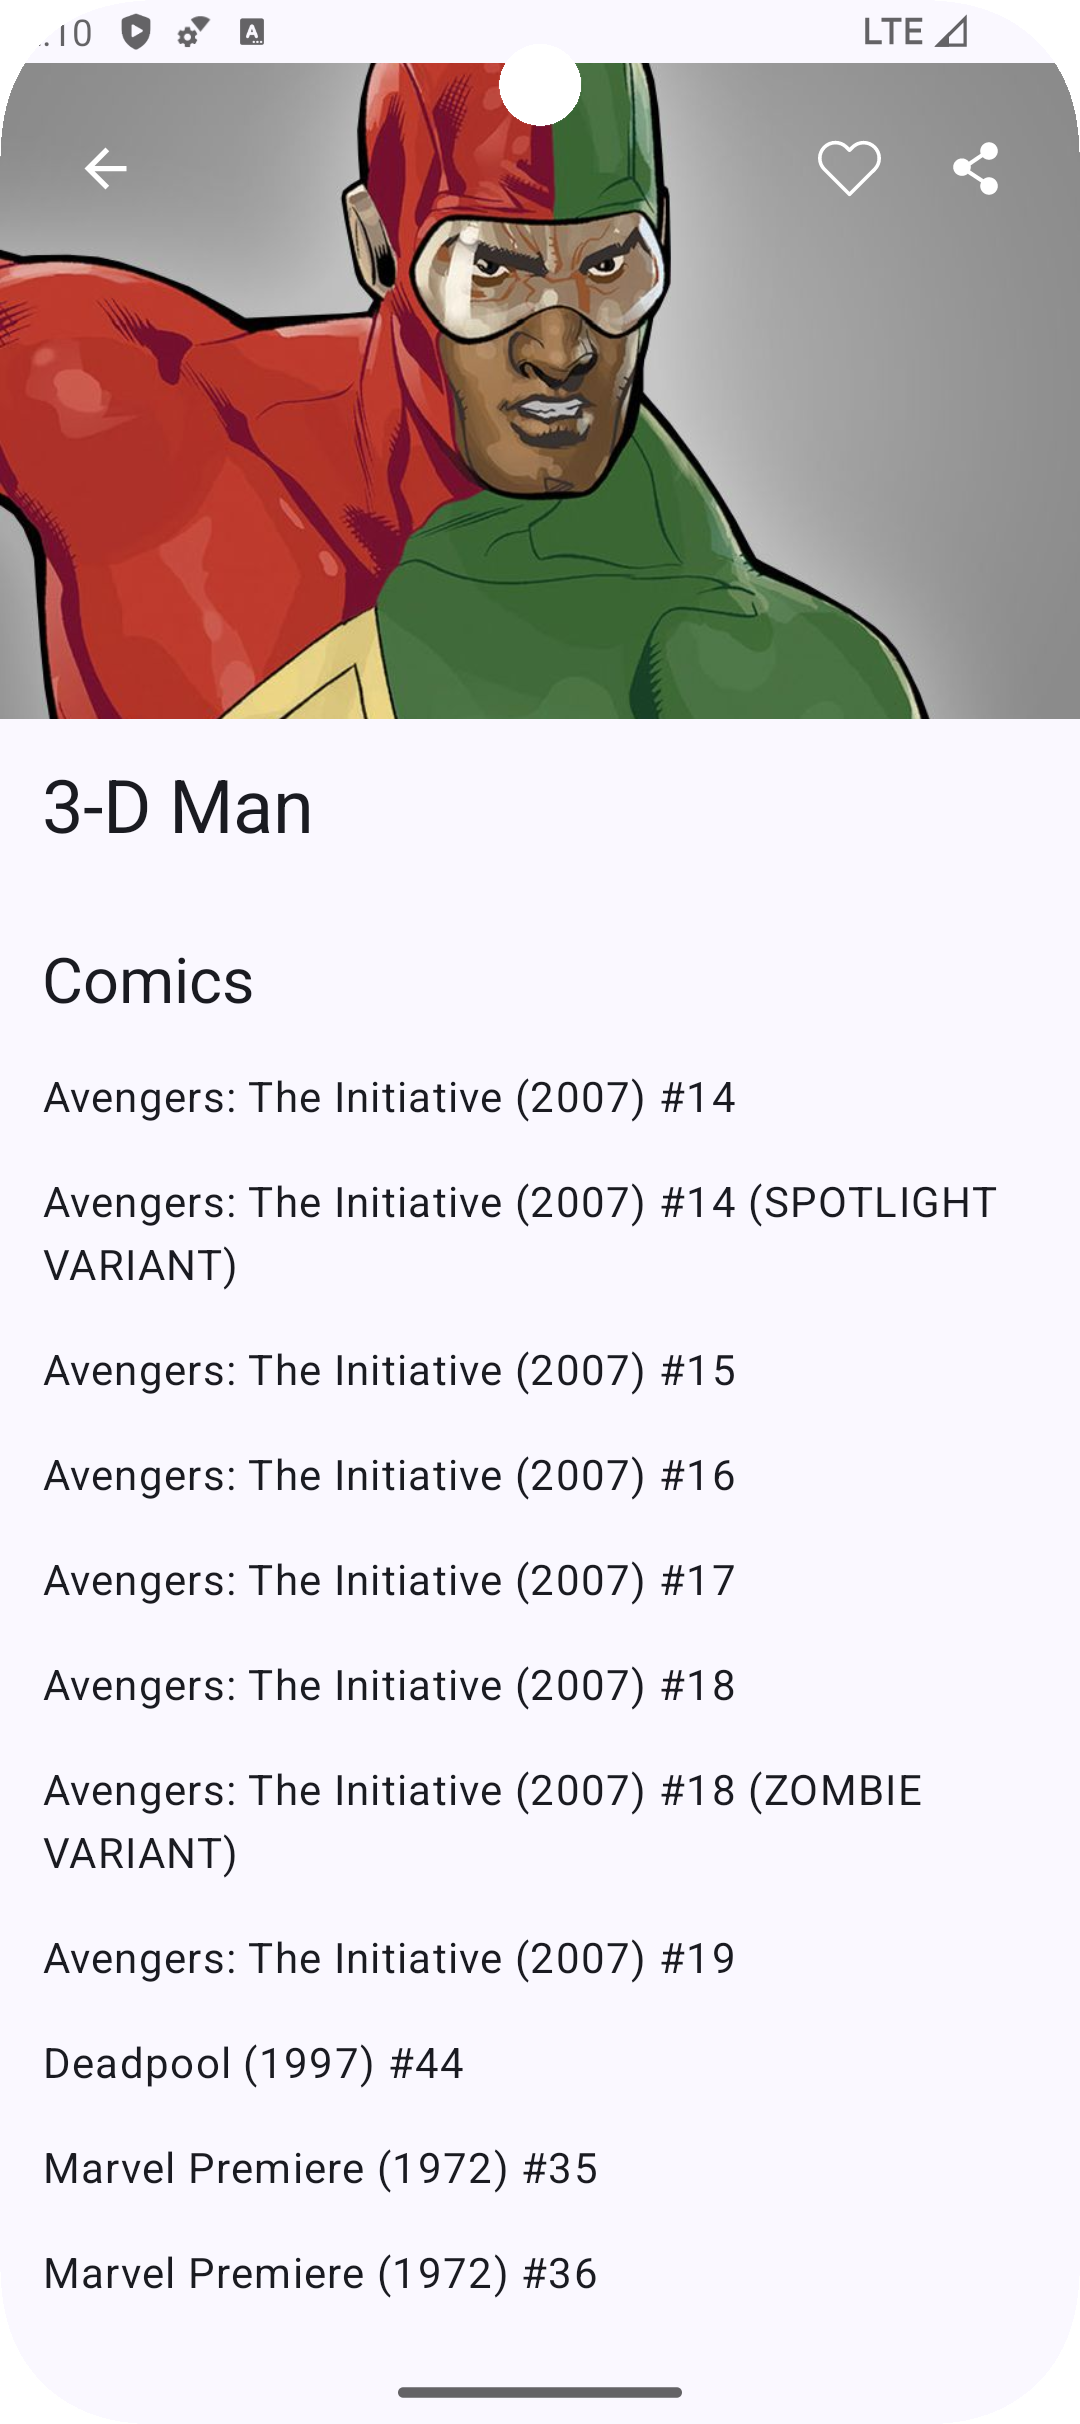 :10
LTE
3-D Man
Comics
Avengers: The Initiative (2007) #14
Avengers: The Initiative (2007) #14 (SPOTLIGHT
VARIANT)
Avengers: The Initiative (2007) #15
Avengers: The Initiative (2007) #16
Avengers: The Initiative (2007) #17
Avengers: The Initiative (2007) #18
Avengers: The Initiative (2007) #18 (ZOMBIE
VARIANT)
Avengers: The Initiative (2007) #19
Deadpool (1997) #44
Marvel Premiere (1972) #35
Marvel Premiere (1972) #36